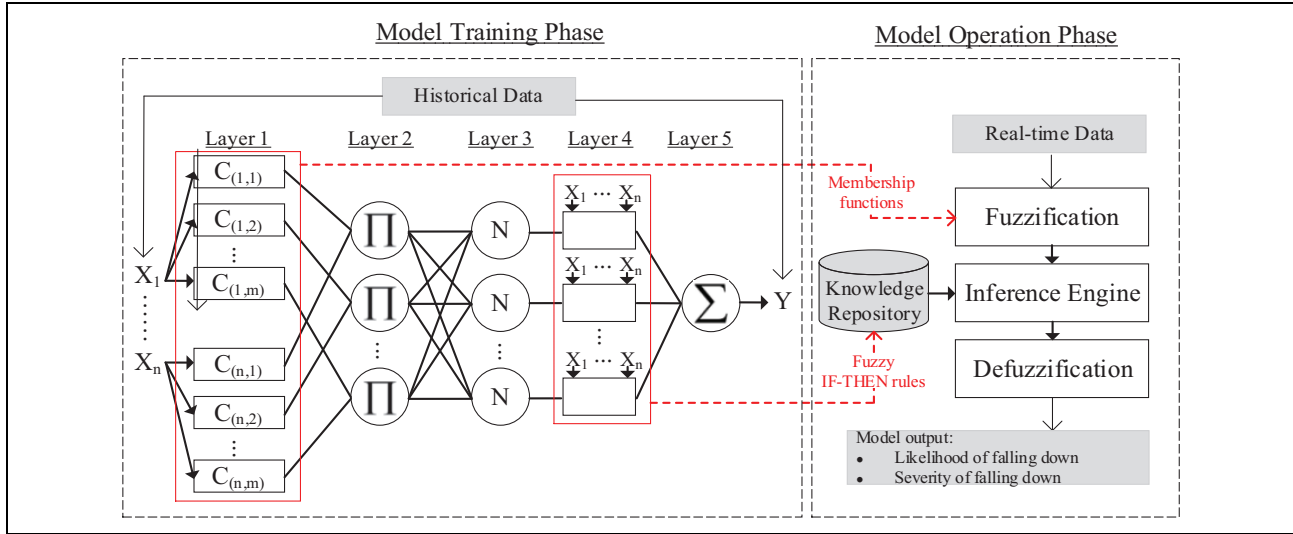 Model Training Phase
Model Operation Phase
Historical Data
Layer 1
Layer 2
Layer 3
Layer 4
Layer 5
C(1,1)
C(1,2)
⋮
C(1,m)
X1
⋮
Xn
C(n,1)
C(n,2)
⋮
C(n,m)
∏
∏
⋮
∏
N
N
⋮
N
X1 ··· Xn
X1 ··· Xn
⋮
X1 ··· Xn
∑
Y
Membership
functions
Knowledge
Repository
Fuzzy
IF-THEN rules
Real-time Data
Fuzzification
Inference Engine
Defuzzification
Model output:
• Likelihood of falling down
• Severity of falling down